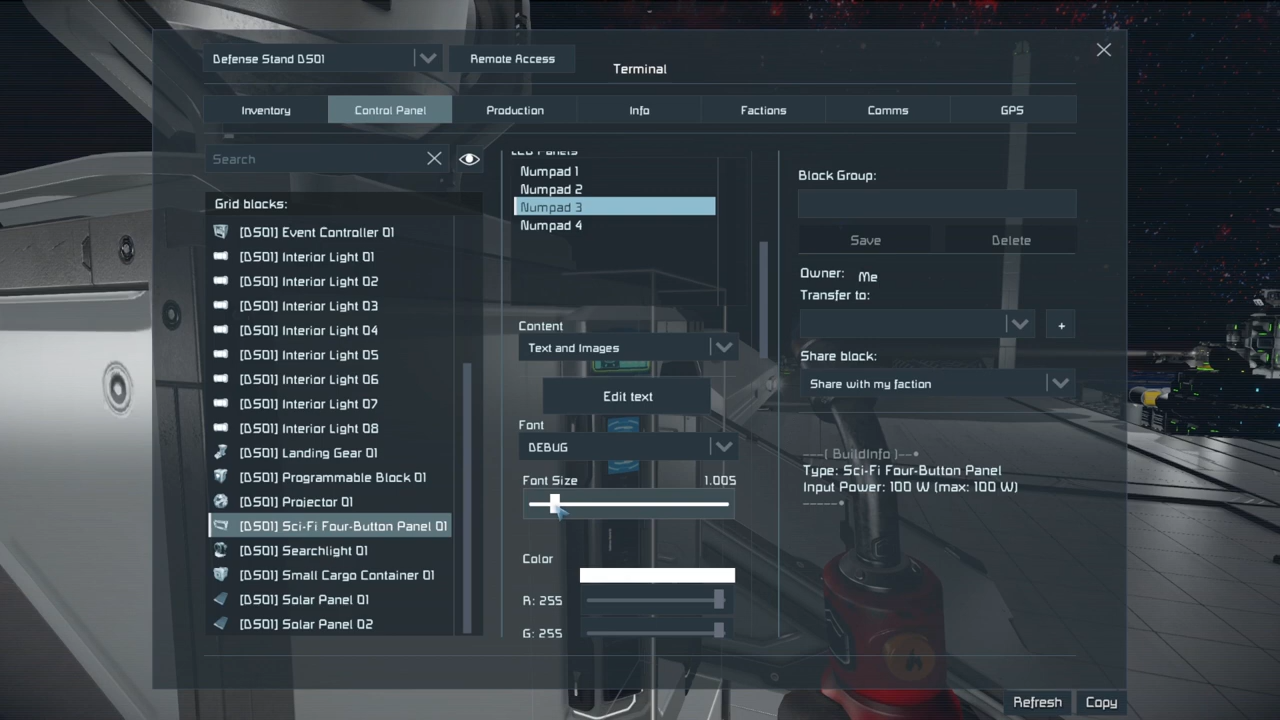 Defense Stand DS01
Remote Access
Terminal
Inventory
Control Panel
Production
Info
Factions
Comms
GPS
Search
Grid blocks:
[DS01] Event Controller 01
[DS01] Interior Light 01
[DS01] Interior Light 02
[DS01] Interior Light 03
[DS01] Interior Light 04
[DS01] Interior Light 05
[DS01] Interior Light 06
[DS01] Interior Light 07
[DS01] Interior Light 08
[DS01] Landing Gear 01
[DS01] Programmable Block 01
[DS01] Projector 01
[DS01] Sci-Fi Four-Button Panel 01
[DS01] Searchlight 01
[DS01] Small Cargo Container 01
[DS01] Solar Panel 01
[DS01] Solar Panel 02
LCD Panels
Numpad 1
Numpad 2
Numpad 3
Numpad 4
Content
Text and Images
Edit text
Font
DEBUG
Font Size 1.005
Color
R: 255
G: 255
Block Group:
Save
Delete
Owner: Me
Transfer to:
+
Share block:
Share with my faction
---( BuildInfo )--•
Type: Sci-Fi Four-Button Panel
Input Power: 100 W (max: 100 W)
-----•
Refresh
Copy